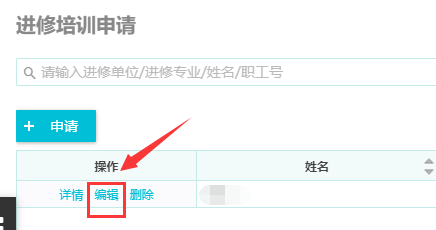 进修培训申请
请输入进修单位/进修专业/姓名/职工号
+ 申请
操作 姓名
详情 编辑 删除